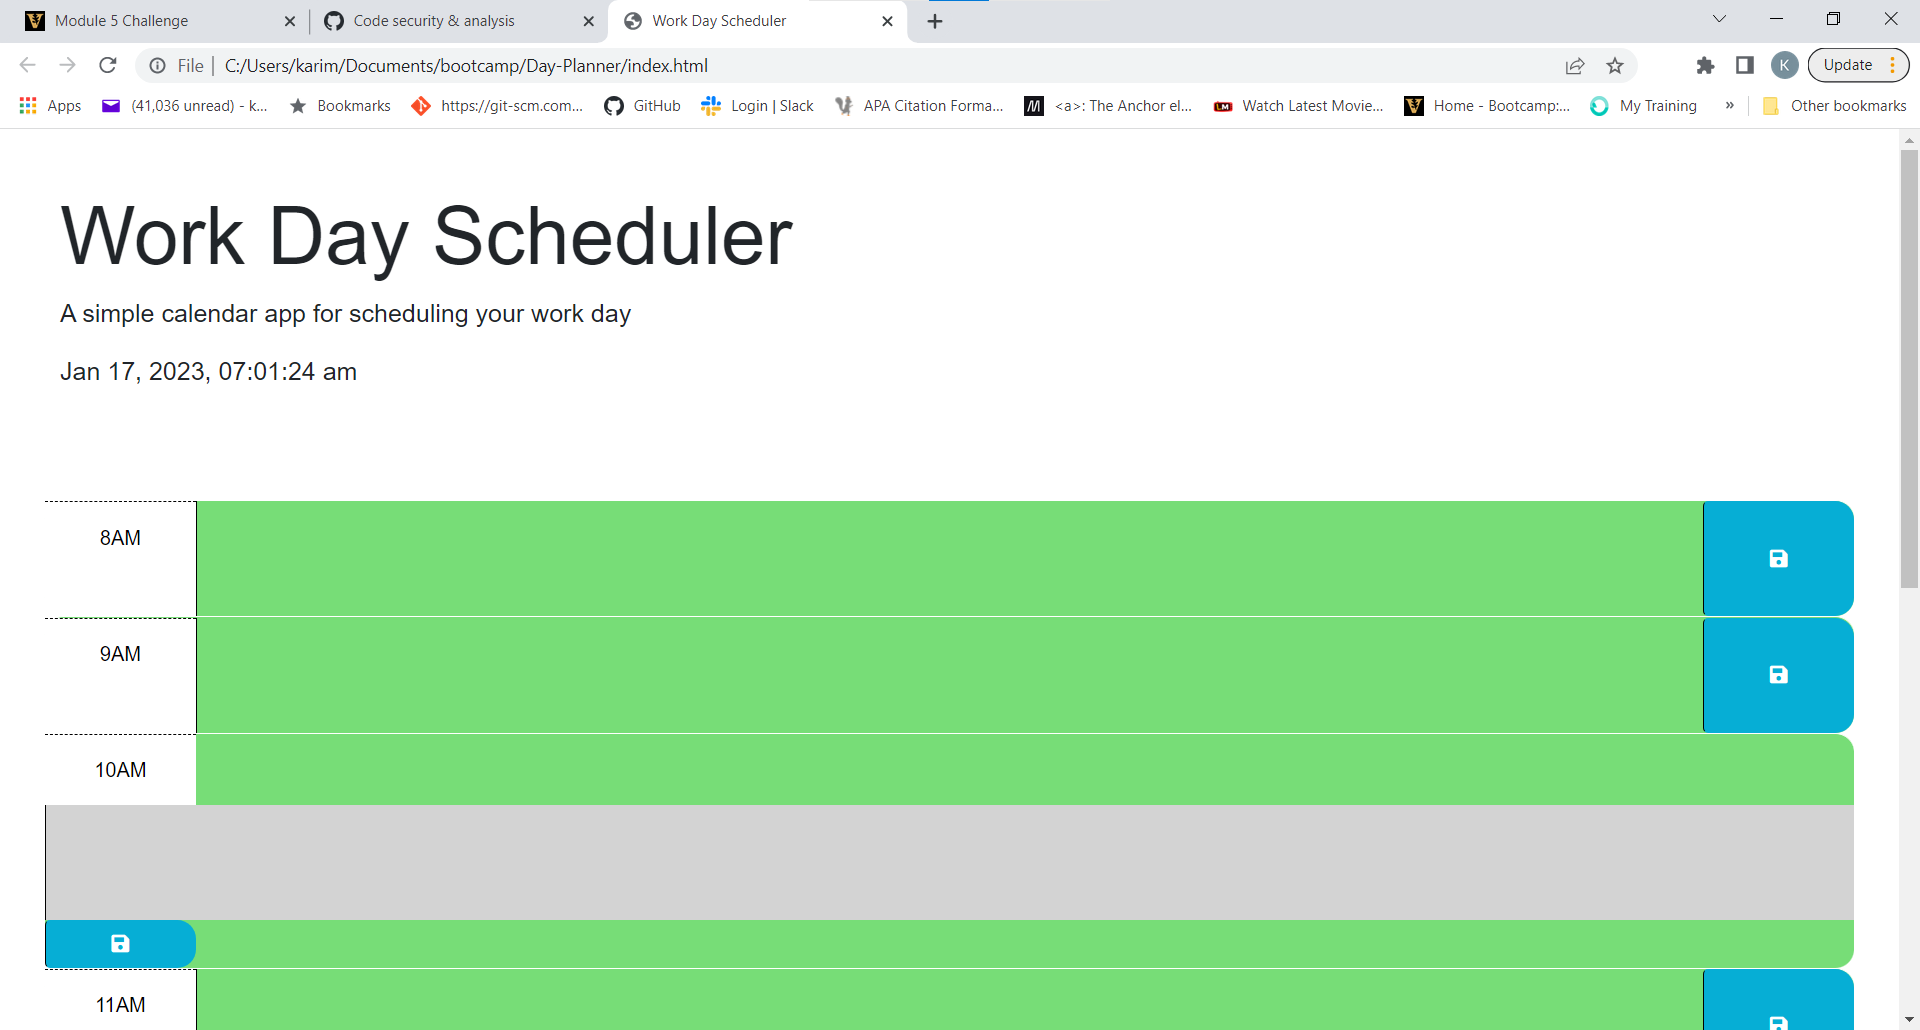 Module 5 Challenge
Code security & analysis
Work Day Scheduler
File | C:/Users/karim/Documents/bootcamp/Day-Planner/index.html
K
Update
Apps
(41,036 unread) - k...
Bookmarks
https://git-scm.com...
GitHub
Login | Slack
APA Citation Forma...
<a>: The Anchor el...
Watch Latest Movie...
Home - Bootcamp:...
My Training
»
Other bookmarks
Work Day Scheduler
A simple calendar app for scheduling your work day
Jan 17, 2023, 07:01:24 am
8AM
9AM
10AM
11AM